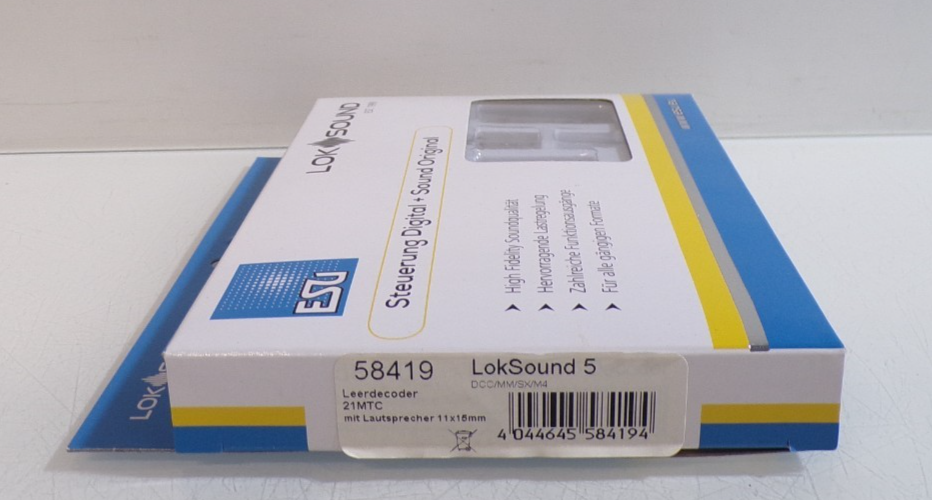 LOKSOUND
Steuerung Digital + Sound Original
ESU
High Fidelity Soundqualität
Hervorragende Lastregelung
Zahlreiche Funktionsausgänge
Für alle gängigen Formate
58419
LokSound 5
DCC/MM/SX/M4
Leerdecoder
21MTC
mit Lautsprecher 11x15mm
4 044645 584194
LOK